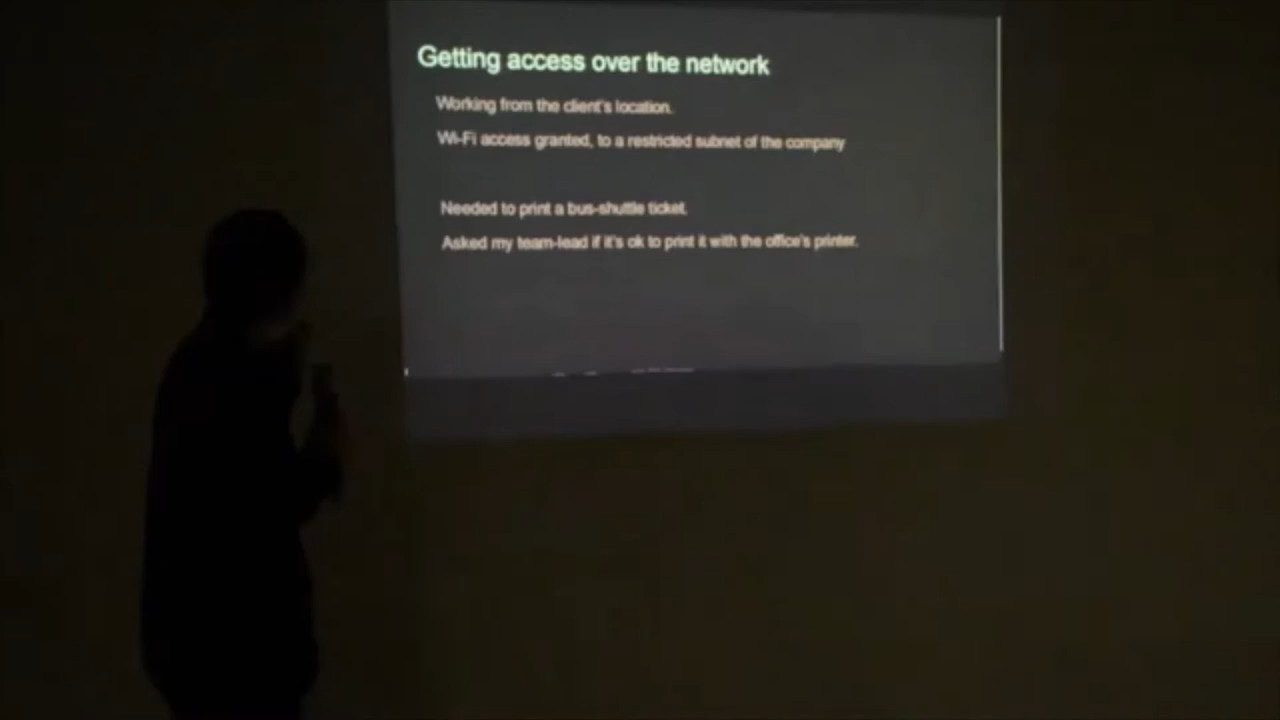 Getting access over the network
Working from the client's location.
Wi-Fi access granted, to a restricted subnet of the company
Needed to print a bus-shuttle ticket.
Asked my team-lead if it's ok to print it with the office's printer.